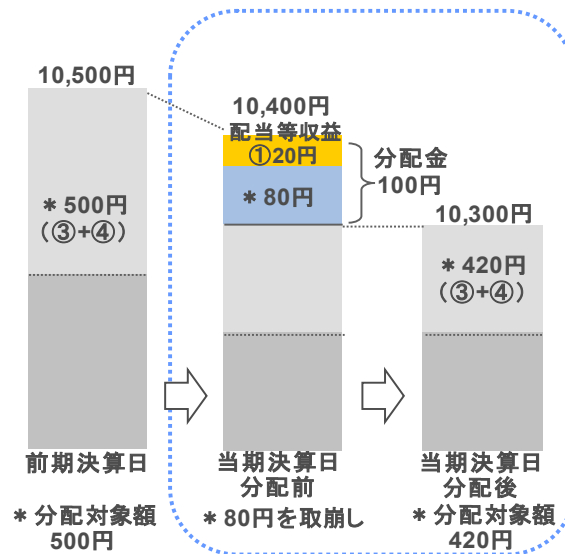 10,500円
10,400円
配当等収益
①20円
分配金
100円
＊500円
(③+④)
＊80円
10,300円
＊420円
(③+④)
前期決算日
当期決算日
分配前
当期決算日
分配後
＊分配対象額
500円
＊80円を取崩し
＊分配対象額
420円